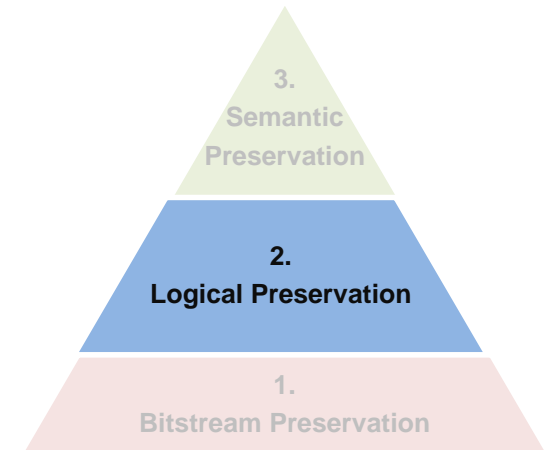 3.
Semantic
Preservation
2.
Logical Preservation
1.
Bitstream Preservation